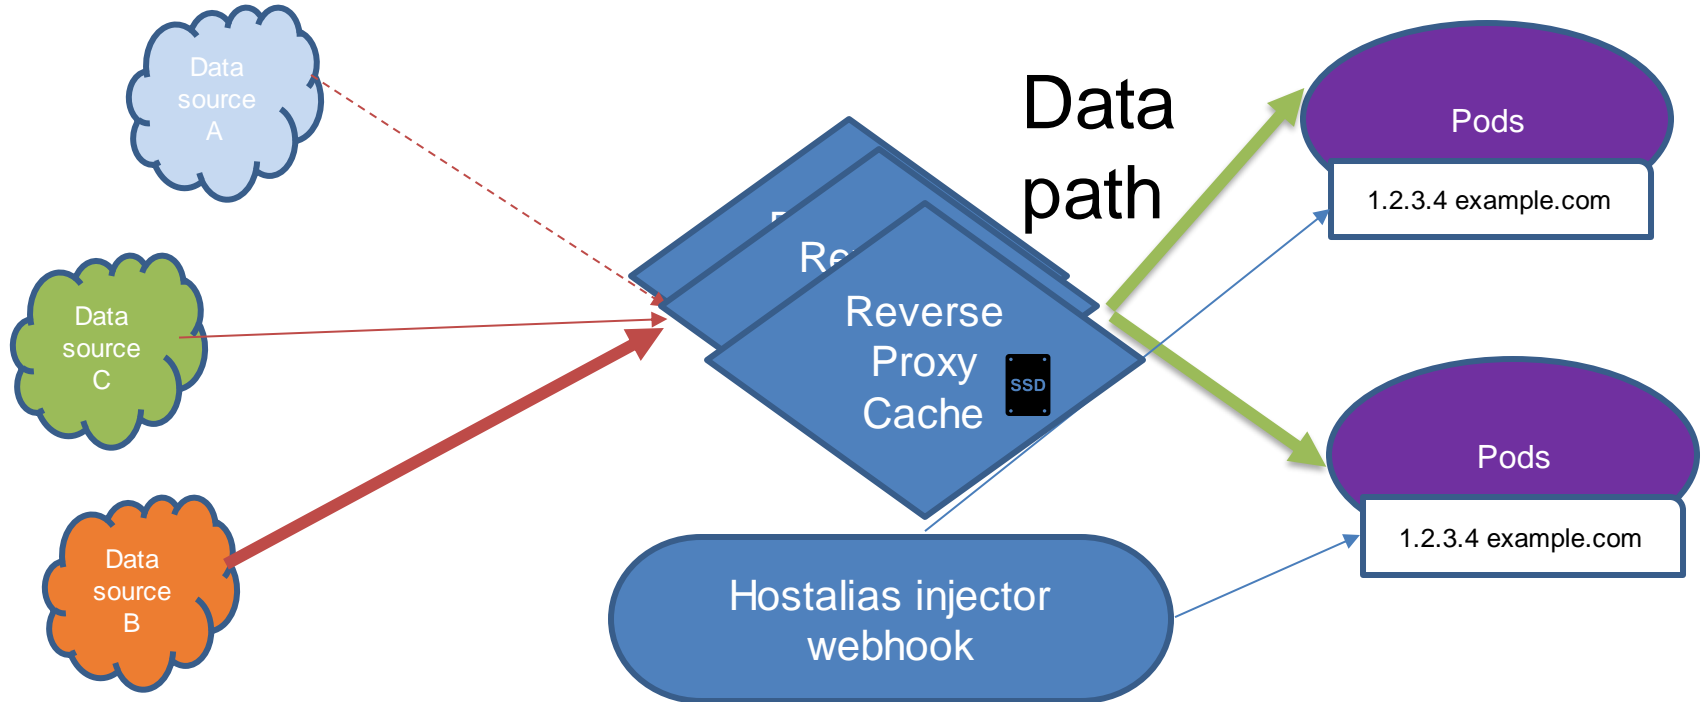 Data
source
A
Data
path
Pods
1.2.3.4 example.com
Data
source
C
Reverse
Proxy
Cache
SSD
Pods
1.2.3.4 example.com
Data
source
B
Hostalias injector
webhook